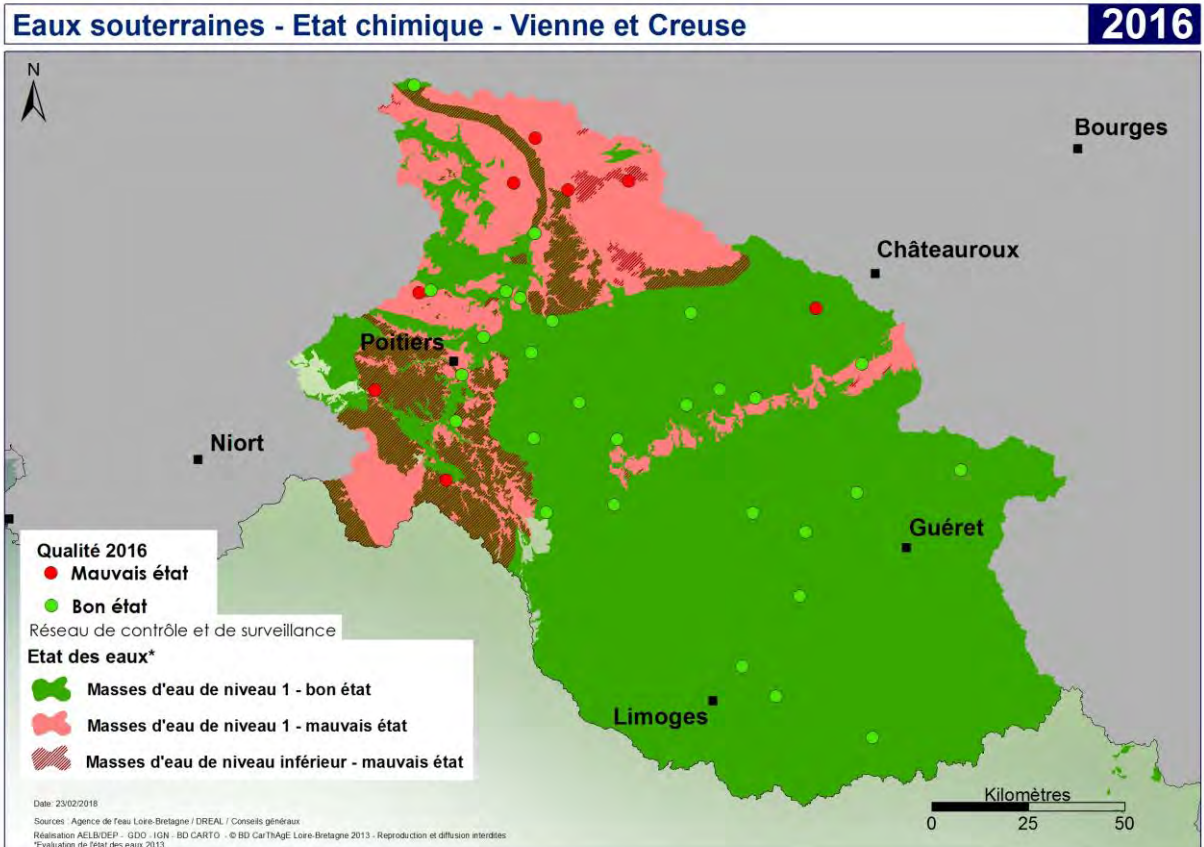 Eaux souterraines - Etat chimique - Vienne et Creuse
2016
N
Bourges
Châteauroux
Poitiers
Niort
Guéret
Limoges
Qualité 2016
Mauvais état
Bon état
Réseau de contrôle et de surveillance
Etat des eaux*
Masses d'eau de niveau 1 - bon état
Masses d'eau de niveau 1 - mauvais état
Masses d'eau de niveau inférieur - mauvais état
Kilomètres
0 25 50
Date: 23/02/2018
Sources : Agence de l'eau Loire-Bretagne / DREAL / Conseils généraux
Réalisation AELB/DEP - GDO - IGN - BD CARTO - © BD CarThAgE Loire-Bretagne 2013 - Reproduction et diffusion interdites
*Evaluation de l'état des eaux 2013